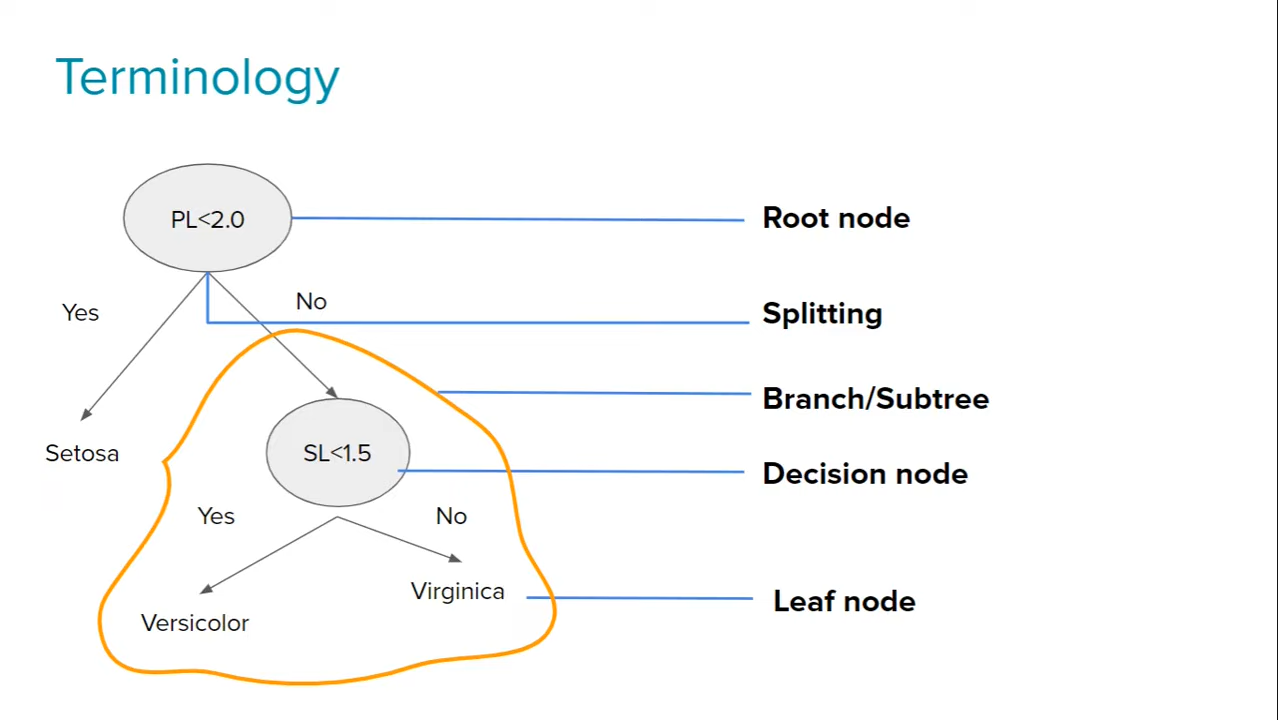 Terminology
PL<2.0
Root node
Yes
No
Splitting
Branch/Subtree
Setosa
SL<1.5
Decision node
Yes
No
Virginica
Leaf node
Versicolor